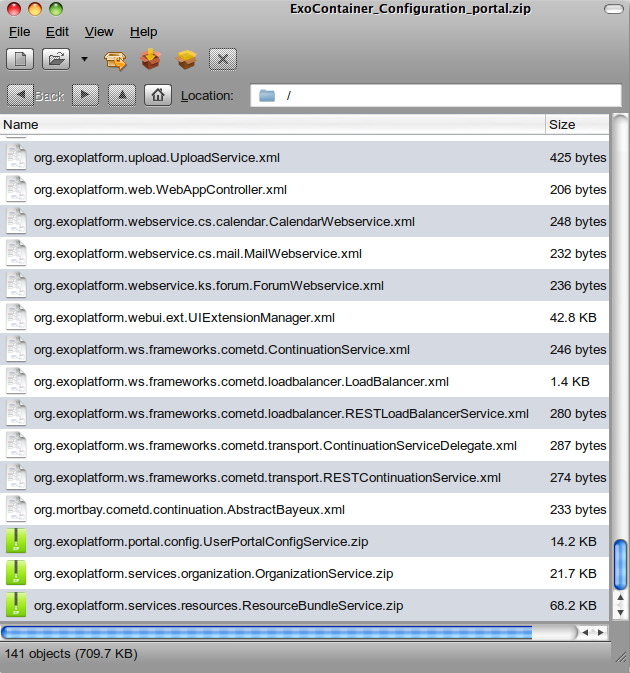 ExoContainer_Configuration_portal.zip
File Edit View Help
Back Location: /
Name Size
org.exoplatform.upload.UploadService.xml 425 bytes
org.exoplatform.web.WebAppController.xml 206 bytes
org.exoplatform.webservice.cs.calendar.CalendarWebservice.xml 248 bytes
org.exoplatform.webservice.cs.mail.MailWebservice.xml 232 bytes
org.exoplatform.webservice.ks.forum.ForumWebservice.xml 236 bytes
org.exoplatform.webui.ext.UIExtensionManager.xml 42.8 KB
org.exoplatform.ws.frameworks.cometd.ContinuationService.xml 246 bytes
org.exoplatform.ws.frameworks.cometd.loadbalancer.LoadBalancer.xml 1.4 KB
org.exoplatform.ws.frameworks.cometd.loadbalancer.RESTLoadBalancerService.xml 280 bytes
org.exoplatform.ws.frameworks.cometd.transport.ContinuationServiceDelegate.xml 287 bytes
org.exoplatform.ws.frameworks.cometd.transport.RESTContinuationService.xml 274 bytes
org.mortbay.cometd.continuation.AbstractBayeux.xml 233 bytes
ZIP org.exoplatform.portal.config.UserPortalConfigService.zip 14.2 KB
ZIP org.exoplatform.services.organization.OrganizationService.zip 21.7 KB
ZIP org.exoplatform.services.resources.ResourceBundleService.zip 68.2 KB
141 objects (709.7 KB)